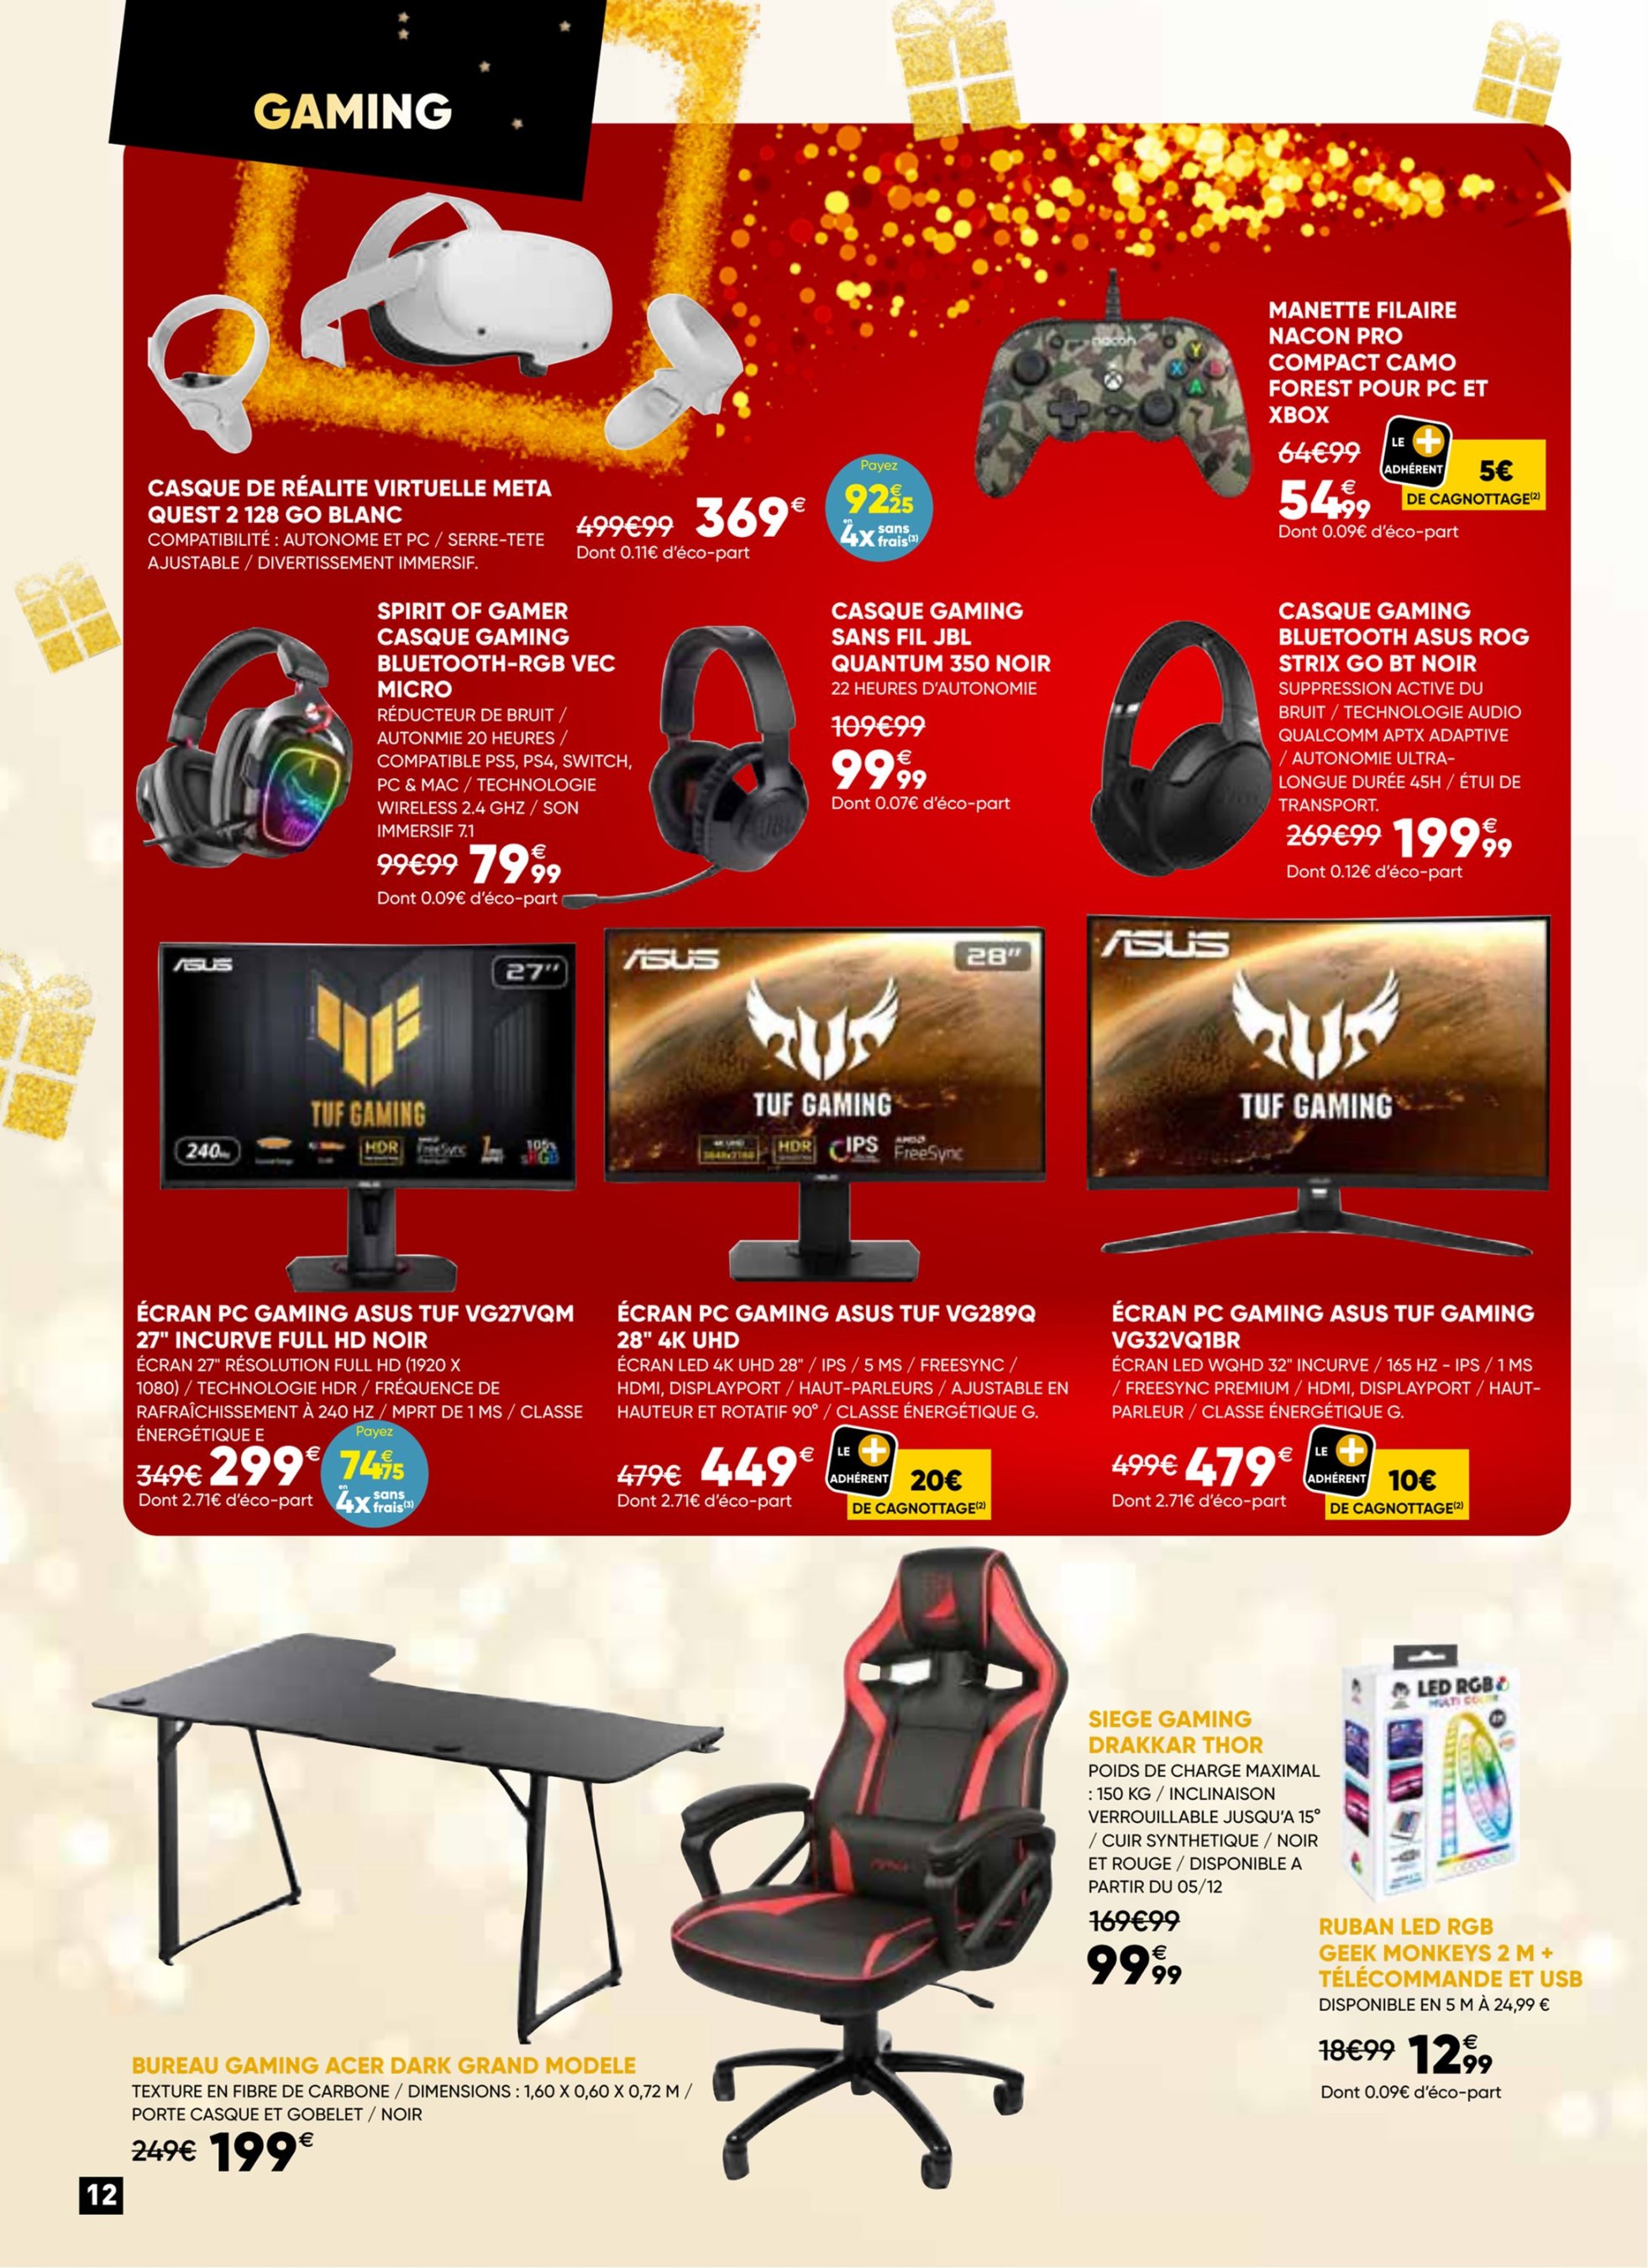 GAMING
CASQUE DE RÉALITE VIRTUELLE META
QUEST 2 128 GO BLANC
COMPATIBILITÉ : AUTONOME ET PC / SERRE-TETE
AJUSTABLE / DIVERTISSEMENT IMMERSIF.
499€99 369€
Dont 0.11€ d'éco-part
Payez
92€25
en 4x sans frais(3)
nacon
MANETTE FILAIRE
NACON PRO
COMPACT CAMO
FOREST POUR PC ET
XBOX
64€99
54€99
Dont 0.09€ d'éco-part
LE + ADHÉRENT
5€
DE CAGNOTTAGE(2)
SPIRIT OF GAMER
CASQUE GAMING
BLUETOOTH-RGB VEC
MICRO
RÉDUCTEUR DE BRUIT /
AUTONMIE 20 HEURES /
COMPATIBLE PS5, PS4, SWITCH,
PC & MAC / TECHNOLOGIE
WIRELESS 2.4 GHZ / SON
IMMERSIF 7.1
99€99 79€99
Dont 0.09€ d'éco-part
JBL
CASQUE GAMING
SANS FIL JBL
QUANTUM 350 NOIR
22 HEURES D'AUTONOMIE
109€99
99€99
Dont 0.07€ d'éco-part
CASQUE GAMING
BLUETOOTH ASUS ROG
STRIX GO BT NOIR
SUPPRESSION ACTIVE DU
BRUIT / TECHNOLOGIE AUDIO
QUALCOMM APTX ADAPTIVE
/ AUTONOMIE ULTRA-
LONGUE DURÉE 45H / ÉTUI DE
TRANSPORT.
269€99 199€99
Dont 0.12€ d'éco-part
ASUS 27"
TUF GAMING
240Hz HDR FreeSync
ASUS 28"
TUF GAMING
HDR IPS FreeSync
ASUS
TUF GAMING
ÉCRAN PC GAMING ASUS TUF VG27VQM
27" INCURVE FULL HD NOIR
ÉCRAN 27" RÉSOLUTION FULL HD (1920 X
1080) / TECHNOLOGIE HDR / FRÉQUENCE DE
RAFRAÎCHISSEMENT À 240 HZ / MPRT DE 1 MS / CLASSE
ÉNERGÉTIQUE E
349€ 299€
Dont 2.71€ d'éco-part
Payez
74€75
en 4x sans frais(3)
ÉCRAN PC GAMING ASUS TUF VG289Q
28" 4K UHD
ÉCRAN LED 4K UHD 28" / IPS / 5 MS / FREESYNC /
HDMI, DISPLAYPORT / HAUT-PARLEURS / AJUSTABLE EN
HAUTEUR ET ROTATIF 90° / CLASSE ÉNERGÉTIQUE G.
479€ 449€
Dont 2.71€ d'éco-part
LE + ADHÉRENT
20€
DE CAGNOTTAGE(2)
ÉCRAN PC GAMING ASUS TUF GAMING
VG32VQ1BR
ÉCRAN LED WQHD 32" INCURVE / 165 HZ - IPS / 1 MS
/ FREESYNC PREMIUM / HDMI, DISPLAYPORT / HAUT-
PARLEUR / CLASSE ÉNERGÉTIQUE G.
499€ 479€
Dont 2.71€ d'éco-part
LE + ADHÉRENT
10€
DE CAGNOTTAGE(2)
SIEGE GAMING
DRAKKAR THOR
POIDS DE CHARGE MAXIMAL
: 150 KG / INCLINAISON
VERROUILLABLE JUSQU'A 15°
/ CUIR SYNTHETIQUE / NOIR
ET ROUGE / DISPONIBLE A
PARTIR DU 05/12
169€99
99€99
LED RGB
MULTI COLOR
RUBAN LED RGB
GEEK MONKEYS 2 M +
TÉLÉCOMMANDE ET USB
DISPONIBLE EN 5 M À 24,99 €
18€99 12€99
Dont 0.09€ d'éco-part
BUREAU GAMING ACER DARK GRAND MODELE
TEXTURE EN FIBRE DE CARBONE / DIMENSIONS : 1,60 X 0,60 X 0,72 M /
PORTE CASQUE ET GOBELET / NOIR
249€ 199€
12